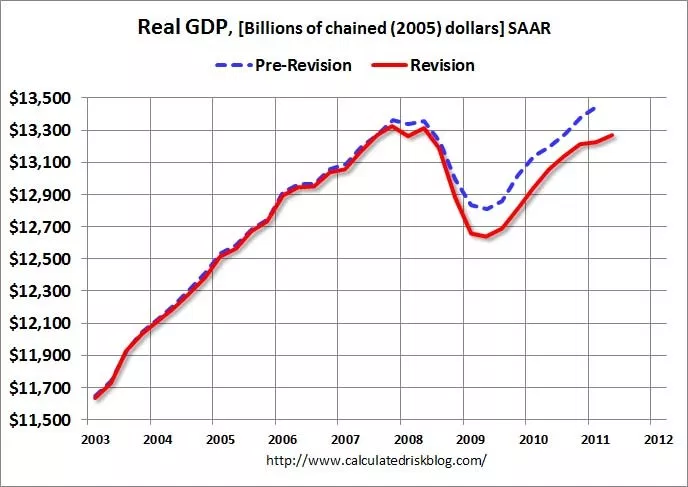 Real GDP, [Billions of chained (2005) dollars] SAAR
Pre-Revision Revision
$13,500
$13,300
$13,100
$12,900
$12,700
$12,500
$12,300
$12,100
$11,900
$11,700
$11,500
2003 2004 2005 2006 2007 2008 2009 2010 2011 2012
http://www.calculatedriskblog.com/